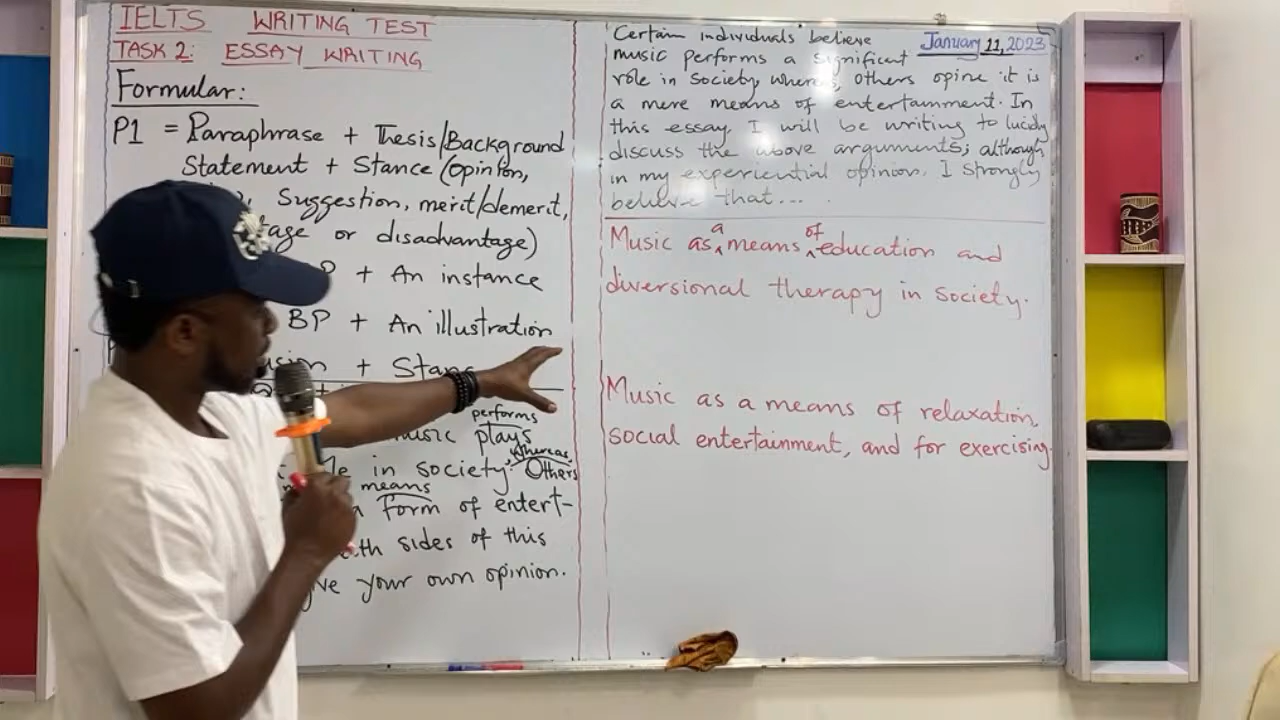 IELTS WRITING TEST
TASK 2: ESSAY WRITING
Formular:
P1 = Paraphrase + Thesis/Background
Statement + Stance (opinion,
Suggestion, merit/demerit,
tage or disadvantage)
P + An instance
BP + An illustration
usion + Stanc
performs
music plays
whereas,
le in society. Others
means
a form of entert-
th sides of this
ive your own opinion.
January 11, 2023
Certain individuals believe
music performs a significant
role in society, whereas, others opine it is
a mere means of entertainment. In
this essay, I will be writing to lucidly
discuss the above arguments; although
in my experiential opinion, I strongly
believe that....
a of
Music as means education and
diversional therapy in society.
Music as a means of relaxation,
social entertainment, and for exercising.